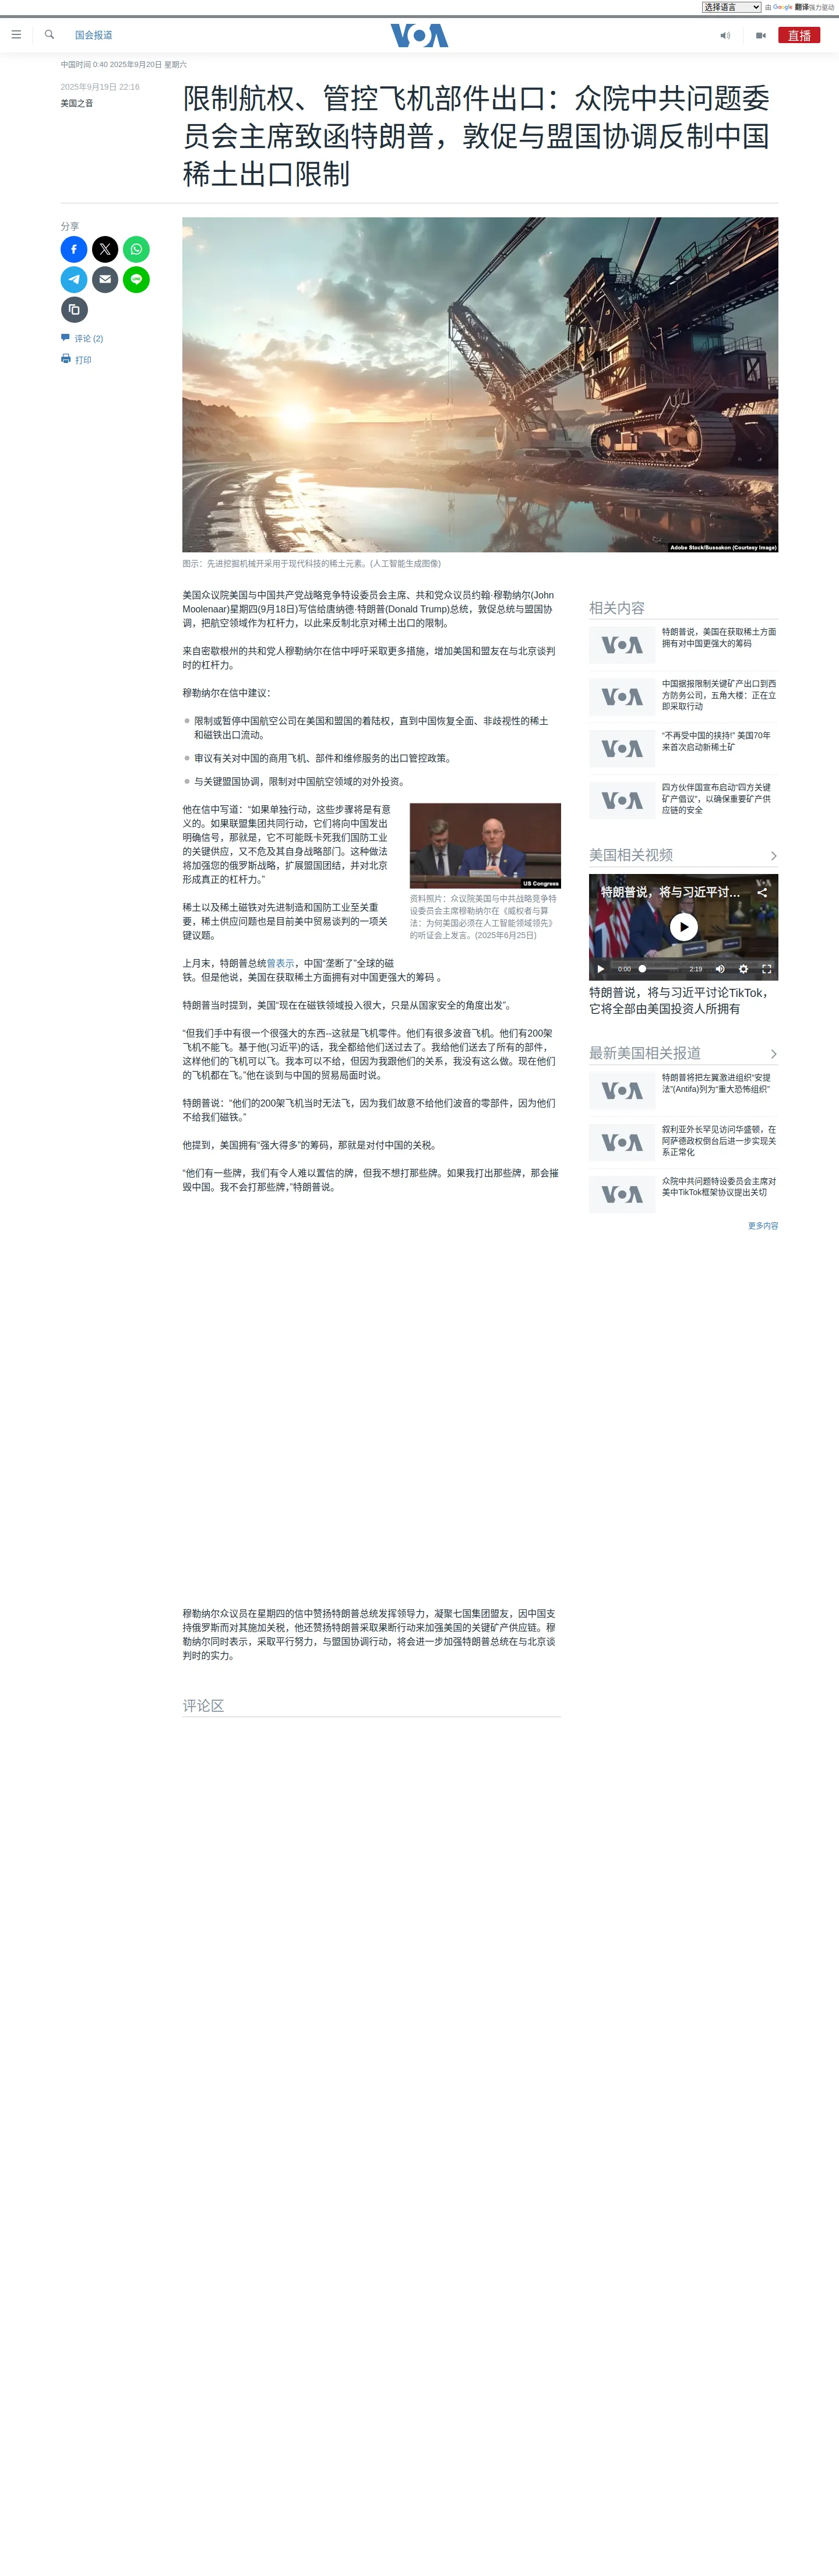 选择语言
由 Google 翻译强力驱动
国会报道
VOA
直播
中国时间 0:40 2025年9月20日 星期六
2025年9月19日 22:16
美国之音
限制航权、管控飞机部件出口：众院中共问题委
员会主席致函特朗普，敦促与盟国协调反制中国
稀土出口限制
分享
评论 (2)
打印
Adobe Stock/Bussakon (Courtesy Image)
图示：先进挖掘机械开采用于现代科技的稀土元素。(人工智能生成图像)
美国众议院美国与中国共产党战略竞争特设委员会主席、共和党众议员约翰·穆勒纳尔(John
Moolenaar)星期四(9月18日)写信给唐纳德·特朗普(Donald Trump)总统，敦促总统与盟国协
调，把航空领域作为杠杆力，以此来反制北京对稀土出口的限制。
来自密歇根州的共和党人穆勒纳尔在信中呼吁采取更多措施，增加美国和盟友在与北京谈判
时的杠杆力。
穆勒纳尔在信中建议：
限制或暂停中国航空公司在美国和盟国的着陆权，直到中国恢复全面、非歧视性的稀土
和磁铁出口流动。
审议有关对中国的商用飞机、部件和维修服务的出口管控政策。
与关键盟国协调，限制对中国航空领域的对外投资。
他在信中写道：“如果单独行动，这些步骤将是有意
义的。如果联盟集团共同行动，它们将向中国发出
明确信号，那就是，它不可能既卡死我们国防工业
的关键供应，又不危及其自身战略部门。这种做法
将加强您的俄罗斯战略，扩展盟国团结，并对北京
形成真正的杠杆力。”
US Congress
资料照片：众议院美国与中共战略竞争特
设委员会主席穆勒纳尔在《威权者与算
法：为何美国必须在人工智能领域领先》
的听证会上发言。(2025年6月25日)
稀土以及稀土磁铁对先进制造和国防工业至关重
要，稀土供应问题也是目前美中贸易谈判的一项关
键议题。
上月末，特朗普总统曾表示，中国“垄断了”全球的磁
铁。但是他说，美国在获取稀土方面拥有对中国更强大的筹码 。
特朗普当时提到，美国“现在在磁铁领域投入很大，只是从国家安全的角度出发”。
“但我们手中有很一个很强大的东西--这就是飞机零件。他们有很多波音飞机。他们有200架
飞机不能飞。基于他(习近平)的话，我全都给他们送过去了。我给他们送去了所有的部件，
这样他们的飞机可以飞。我本可以不给，但因为我跟他们的关系，我没有这么做。现在他们
的飞机都在飞。”他在谈到与中国的贸易局面时说。
特朗普说：“他们的200架飞机当时无法飞，因为我们故意不给他们波音的零部件，因为他们
不给我们磁铁。”
他提到，美国拥有“强大得多”的筹码，那就是对付中国的关税。
“他们有一些牌，我们有令人难以置信的牌，但我不想打那些牌。如果我打出那些牌，那会摧
毁中国。我不会打那些牌，”特朗普说。
穆勒纳尔众议员在星期四的信中赞扬特朗普总统发挥领导力，凝聚七国集团盟友，因中国支
持俄罗斯而对其施加关税，他还赞扬特朗普采取果断行动来加强美国的关键矿产供应链。穆
勒纳尔同时表示，采取平行努力，与盟国协调行动，将会进一步加强特朗普总统在与北京谈
判时的实力。
评论区
相关内容
VOA
特朗普说，美国在获取稀土方面
拥有对中国更强大的筹码
VOA
中国据报限制关键矿产出口到西
方防务公司，五角大楼：正在立
即采取行动
VOA
“不再受中国的挟持!” 美国70年
来首次启动新稀土矿
VOA
四方伙伴国宣布启动“四方关键
矿产倡议”，以确保重要矿产供
应链的安全
美国相关视频
特朗普说，将与习近平讨...
0:00
2:19
特朗普说，将与习近平讨论TikTok，
它将全部由美国投资人所拥有
最新美国相关报道
VOA
特朗普将把左翼激进组织“安提
法”(Antifa)列为“重大恐怖组织”
VOA
叙利亚外长罕见访问华盛顿，在
阿萨德政权倒台后进一步实现关
系正常化
VOA
众院中共问题特设委员会主席对
美中TikTok框架协议提出关切
更多内容